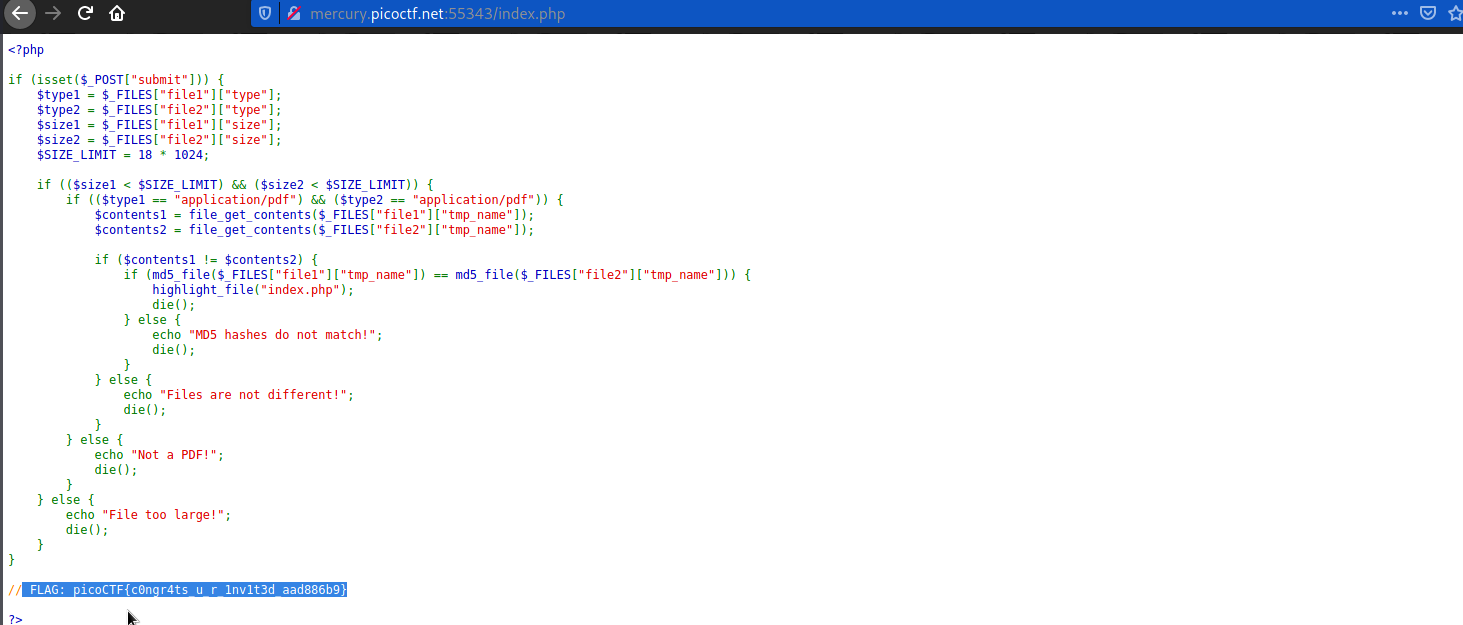 mercury.picoctf.net:55343/index.php
<?php
if (isset($_POST["submit"])) {
    $type1 = $_FILES["file1"]["type"];
    $type2 = $_FILES["file2"]["type"];
    $size1 = $_FILES["file1"]["size"];
    $size2 = $_FILES["file2"]["size"];
    $SIZE_LIMIT = 18 * 1024;
    if (($size1 < $SIZE_LIMIT) && ($size2 < $SIZE_LIMIT)) {
        if (($type1 == "application/pdf") && ($type2 == "application/pdf")) {
            $contents1 = file_get_contents($_FILES["file1"]["tmp_name"]);
            $contents2 = file_get_contents($_FILES["file2"]["tmp_name"]);
            if ($contents1 != $contents2) {
                if (md5_file($_FILES["file1"]["tmp_name"]) == md5_file($_FILES["file2"]["tmp_name"])) {
                    highlight_file("index.php");
                    die();
                } else {
                    echo "MD5 hashes do not match!";
                    die();
                }
            } else {
                echo "Files are not different!";
                die();
            }
        } else {
            echo "Not a PDF!";
            die();
        }
    } else {
        echo "File too large!";
        die();
    }
}
// FLAG: picoCTF{c0ngr4ts_u_r_1nv1t3d_aad886b9}
?>